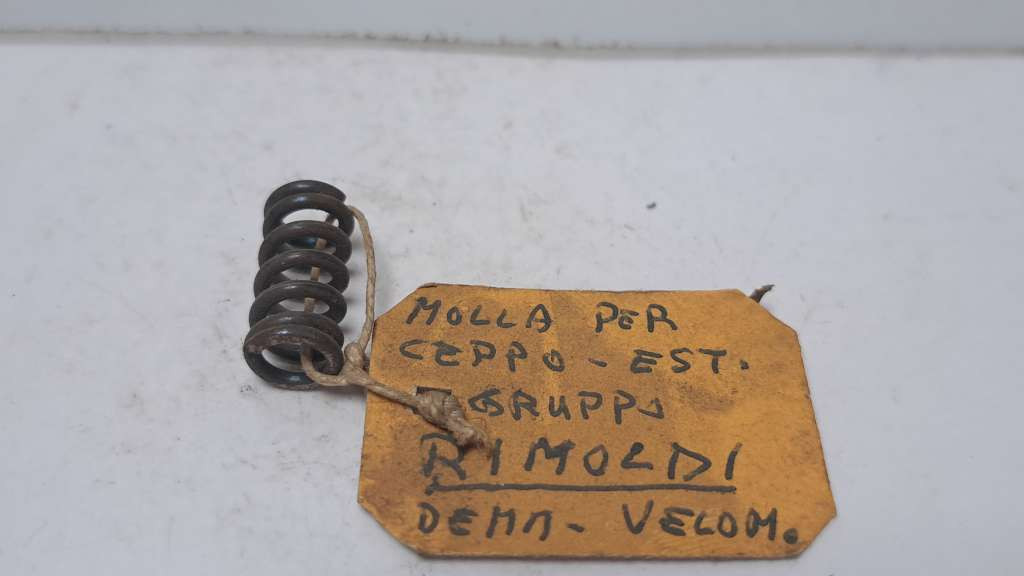 MOLLA PER
CEPPO - EST.
GRUPPO
RIMOLDI
DEMM - VELOM.